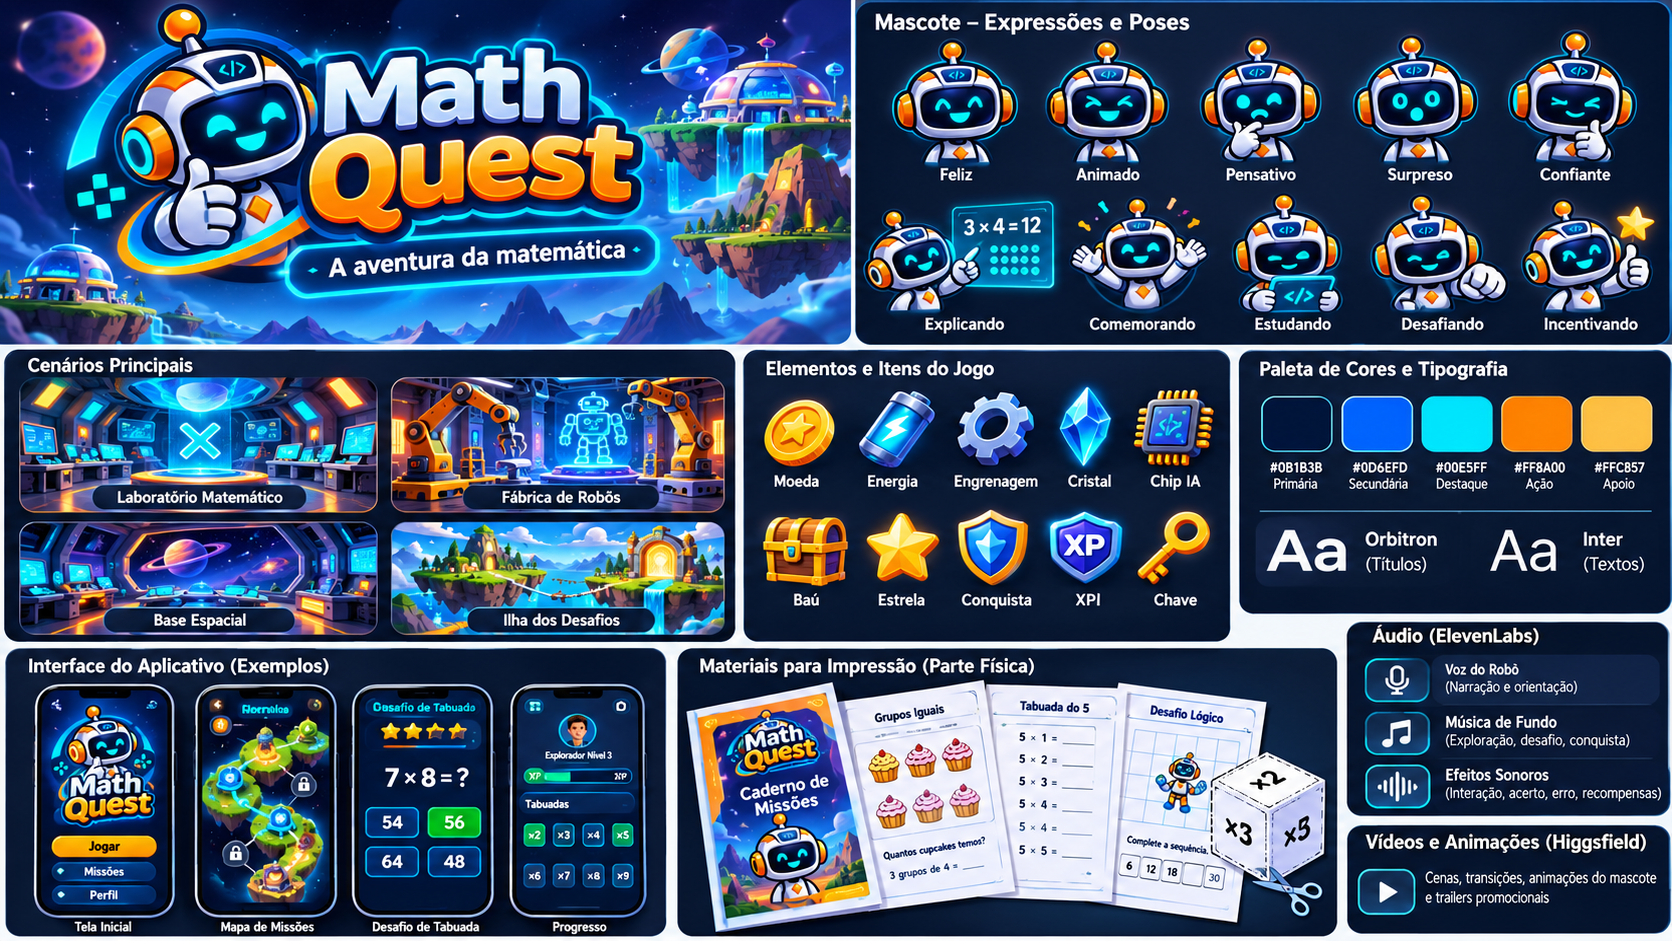 Math
Quest
A aventura da matemática
Mascote – Expressões e Poses
</>
Feliz
Animado
Pensativo
Surpreso
Confiante
3×4=12
</>
Explicando
Comemorando
Estudando
Desafiando
Incentivando
Cenários Principais
Laboratório Matemático
Fábrica de Robôs
Base Espacial
Ilha dos Desafios
Elementos e Itens do Jogo
</>
Moeda
Energia
Engrenagem
Cristal
Chip IA
XP
Baú
Estrela
Conquista
XPI
Chave
Paleta de Cores e Tipografia
#0B1B3B
#0D6EFD
#00E5FF
#FF8A00
#FFC857
Primária
Secundária
Destaque
Ação
Apoio
Aa Orbitron
(Títulos)
Aa Inter
(Textos)
Interface do Aplicativo (Exemplos)
Math
Quest
Jogar
Missões
Perfil
Tela Inicial
Mapa de Missões
Desafio de Tabuada
7×8=?
54 56
64 48
Desafio de Tabuada
Explorador Nível 3
XP
Tabuadas
×2 ×3 ×4 ×5
×6 ×7 ×8 ×9
Progresso
Materiais para Impressão (Parte Física)
Math
Quest
Caderno de
Missões
Grupos Iguais
Quantos cupcakes temos?
3 grupos de 4 = ____
Tabuada do 5
5 × 1 = ____
5 × 2 = ____
5 × 3 = ____
5 × 4 = ____
5 × 4 = ____
5 × 5 = ____
Desafio Lógico
Complete a sequência.
6 12 18 30
×2
×3
×5
Áudio (ElevenLabs)
Voz do Robô
(Narração e orientação)
Música de Fundo
(Exploração, desafio, conquista)
Efeitos Sonoros
(Interação, acerto, erro, recompensas)
Vídeos e Animações (Higgsfield)
Cenas, transições, animações do mascote
e trailers promocionais